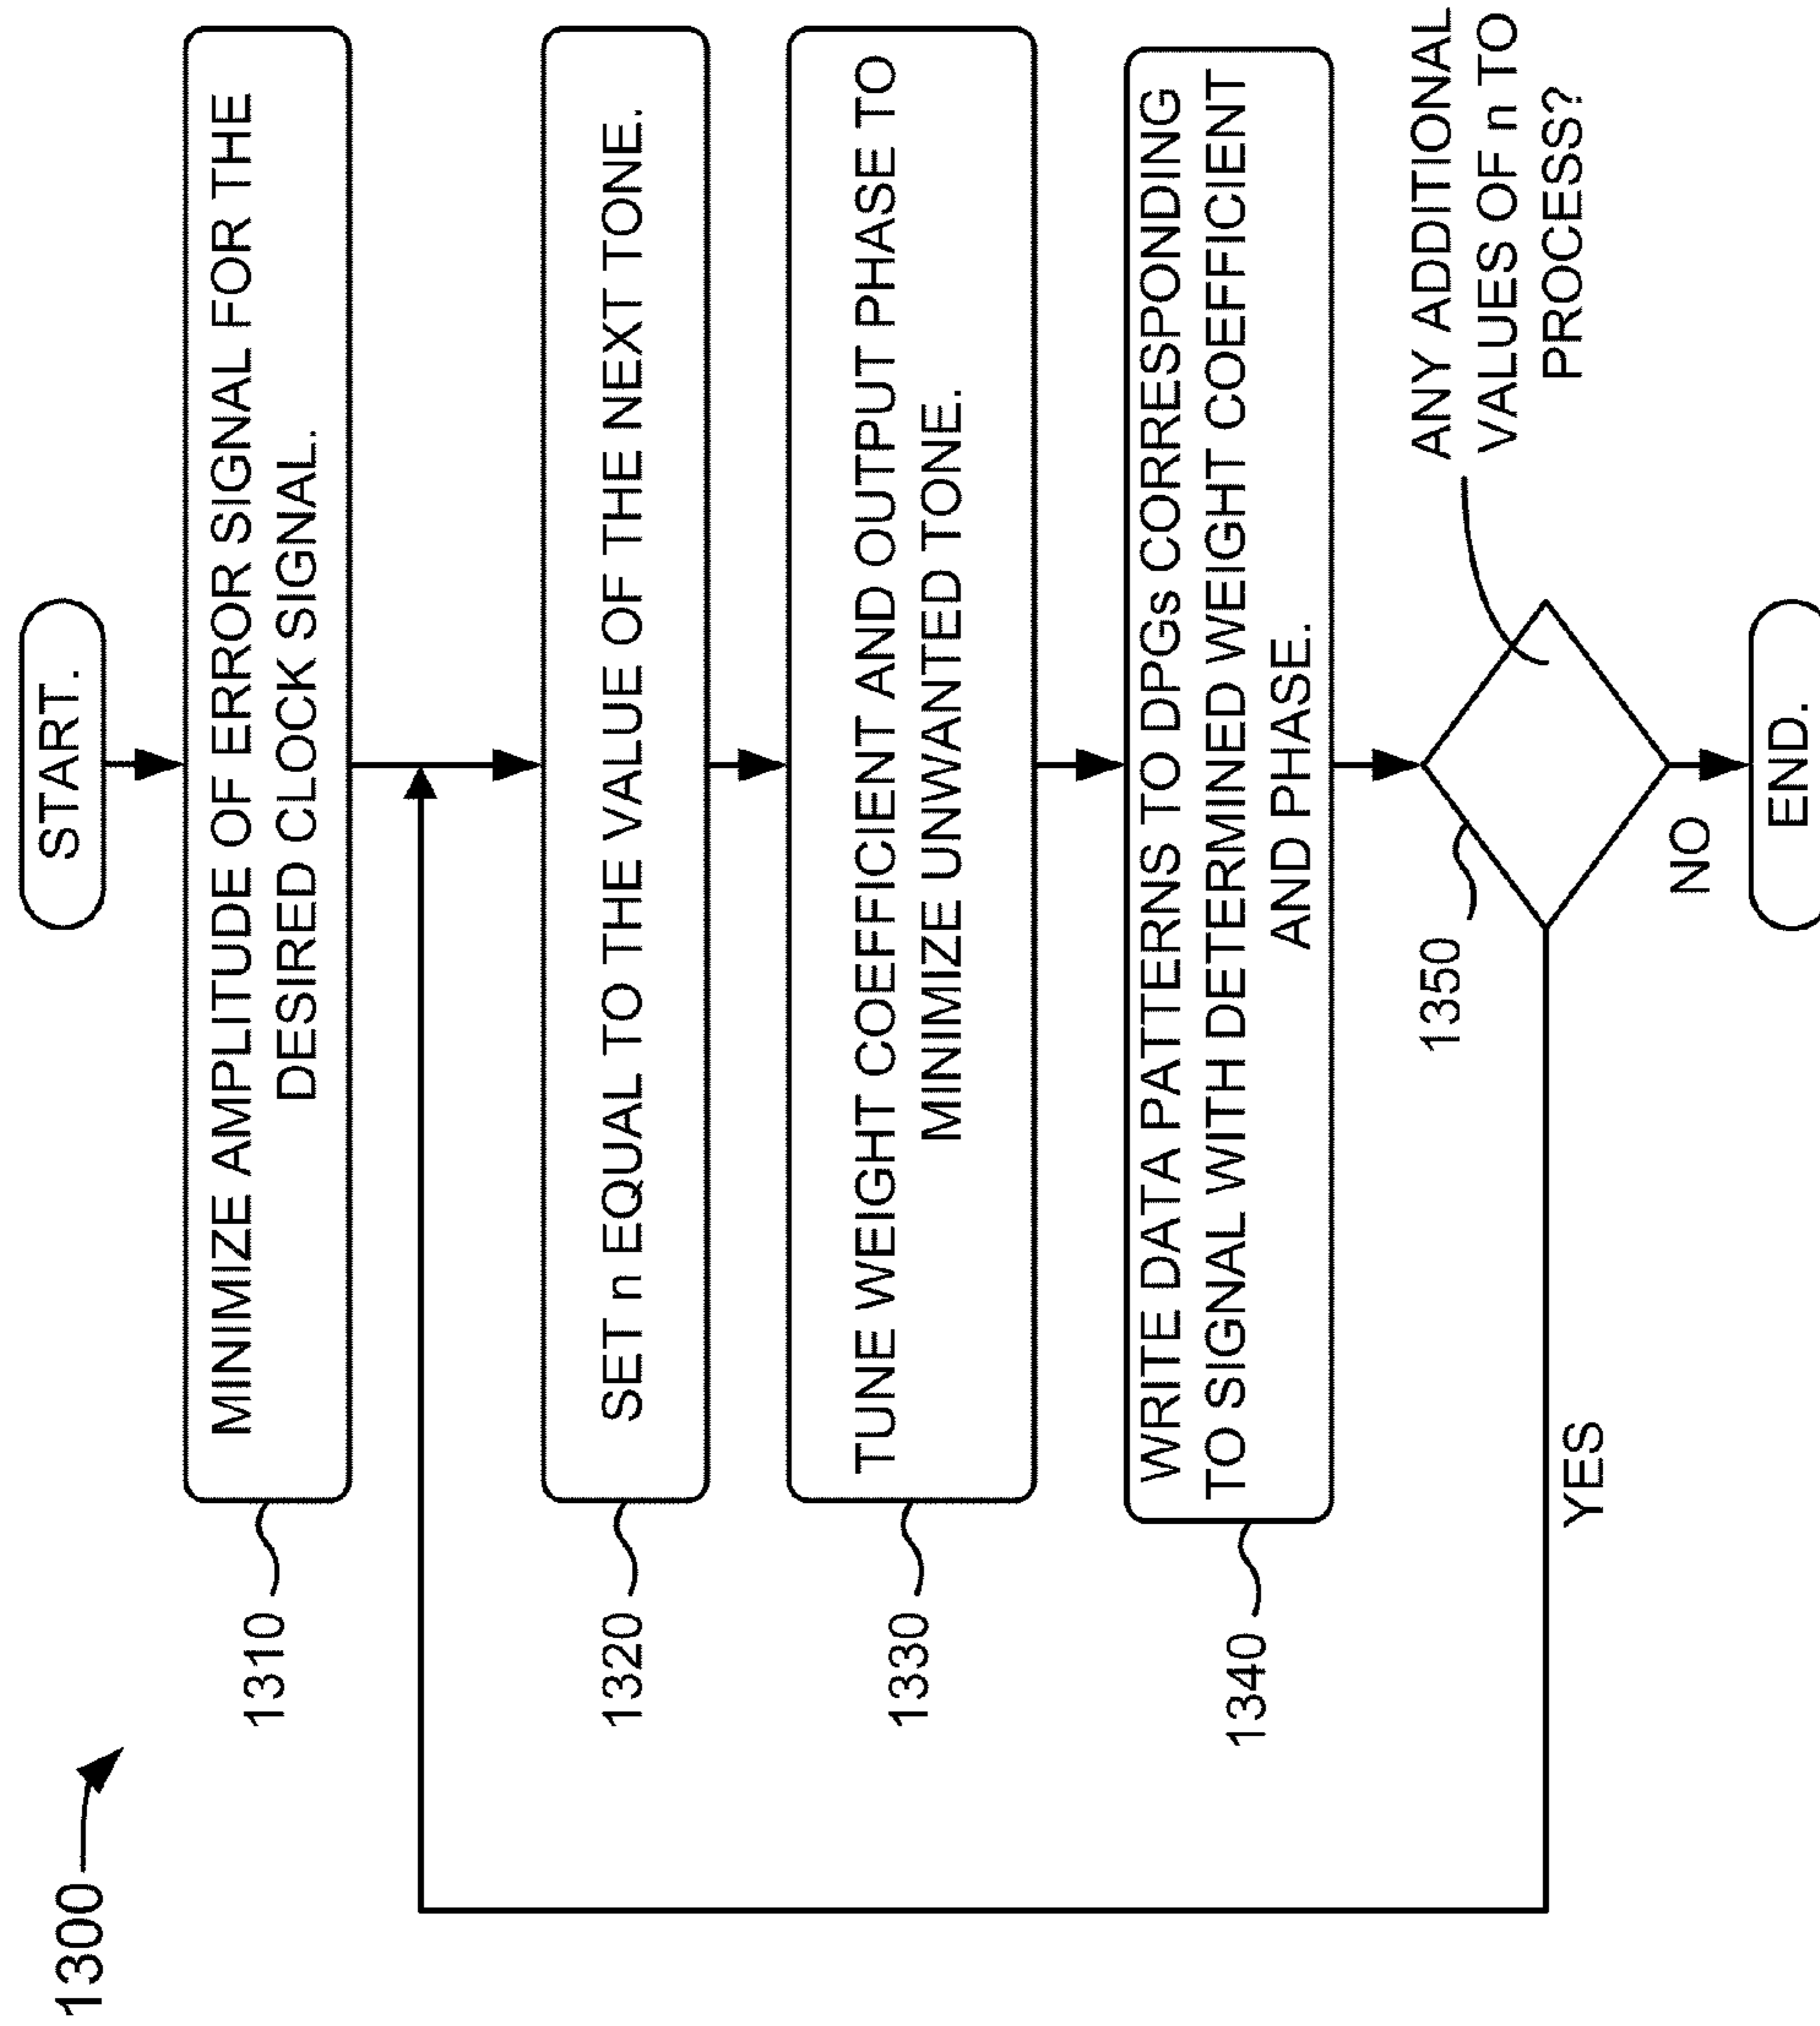 1300
START.
1310
MINIMIZE AMPLITUDE OF ERROR SIGNAL FOR THE
DESIRED CLOCK SIGNAL.
1320
SET n EQUAL TO THE VALUE OF THE NEXT TONE.
1330
TUNE WEIGHT COEFFICIENT AND OUTPUT PHASE TO
MINIMIZE UNWANTED TONE.
1340
WRITE DATA PATTERNS TO DPGs CORRESPONDING
TO SIGNAL WITH DETERMINED WEIGHT COEFFICIENT
AND PHASE.
1350
ANY ADDITIONAL
VALUES OF n TO
PROCESS?
YES
NO
END.